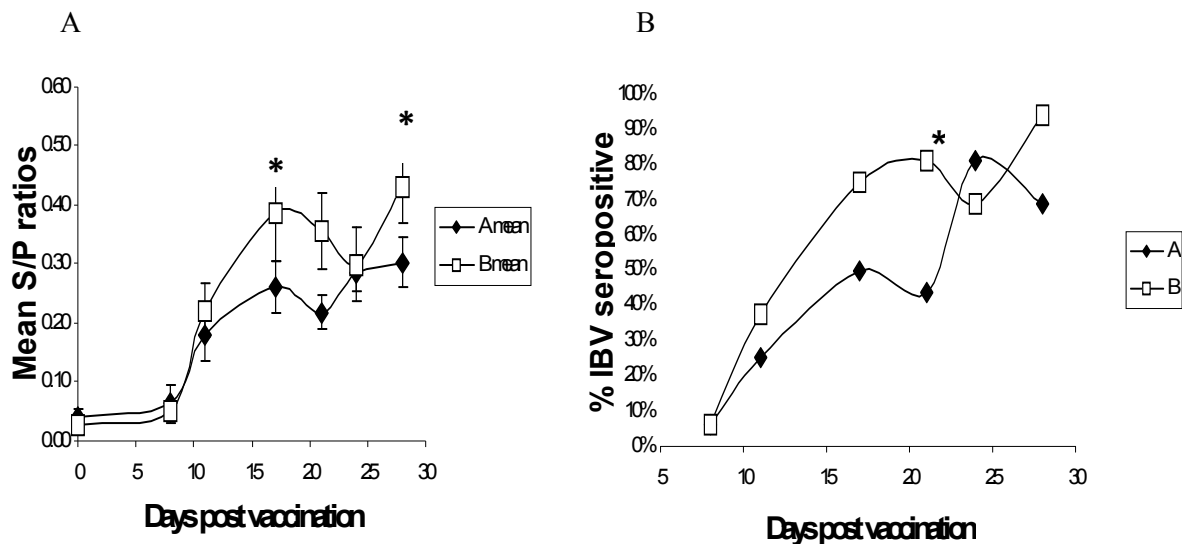 A
0.60
0.50
0.40
0.30
0.20
0.10
0.00
Mean S/P ratios
*
*
0 5 10 15 20 25 30
Days post vaccination
A mean
B mean
B
100%
90%
80%
70%
60%
50%
40%
30%
20%
10%
0%
% IBV seropositive
*
5 10 15 20 25 30
Days post vaccination
A
B